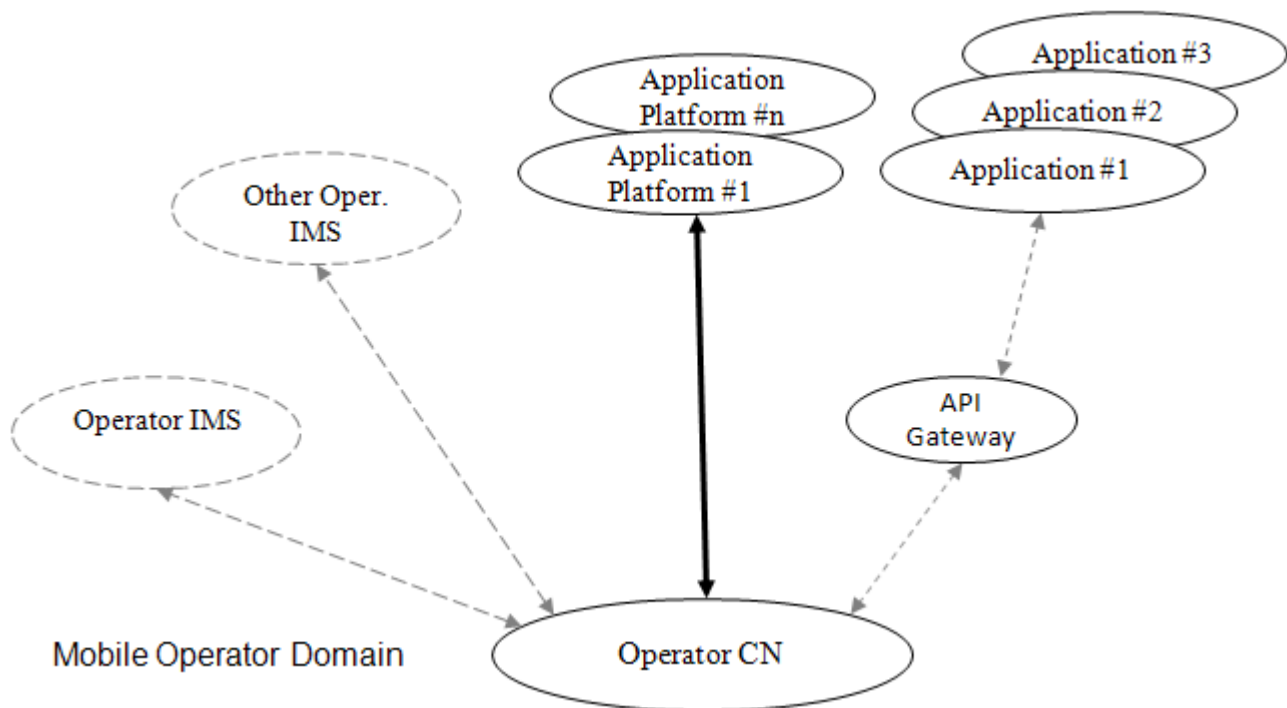 Application #3
Application
Platform #n
Application #2
Application
Platform #1
Application #1
Other Oper.
IMS
Operator IMS
API
Gateway
Mobile Operator Domain
Operator CN